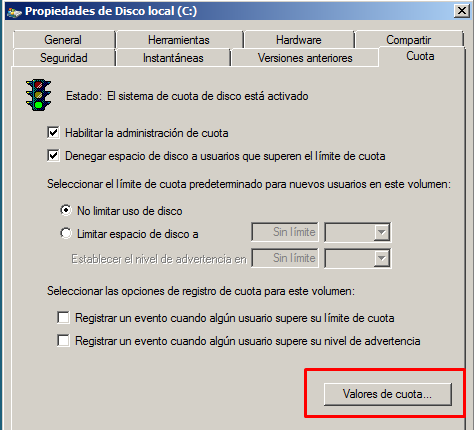 Propiedades de Disco local (C:)
General Herramientas Hardware Compartir
Seguridad Instantáneas Versiones anteriores Cuota
Estado: El sistema de cuota de disco está activado
Habilitar la administración de cuota
Denegar espacio de disco a usuarios que superen el límite de cuota
Seleccionar el límite de cuota predeterminado para nuevos usuarios en este volumen:
No limitar uso de disco
Limitar espacio de disco a Sin límite
Establecer el nivel de advertencia en Sin límite
Seleccionar las opciones de registro de cuota para este volumen:
Registrar un evento cuando algún usuario supere su límite de cuota
Registrar un evento cuando algún usuario supere su nivel de advertencia
Valores de cuota...